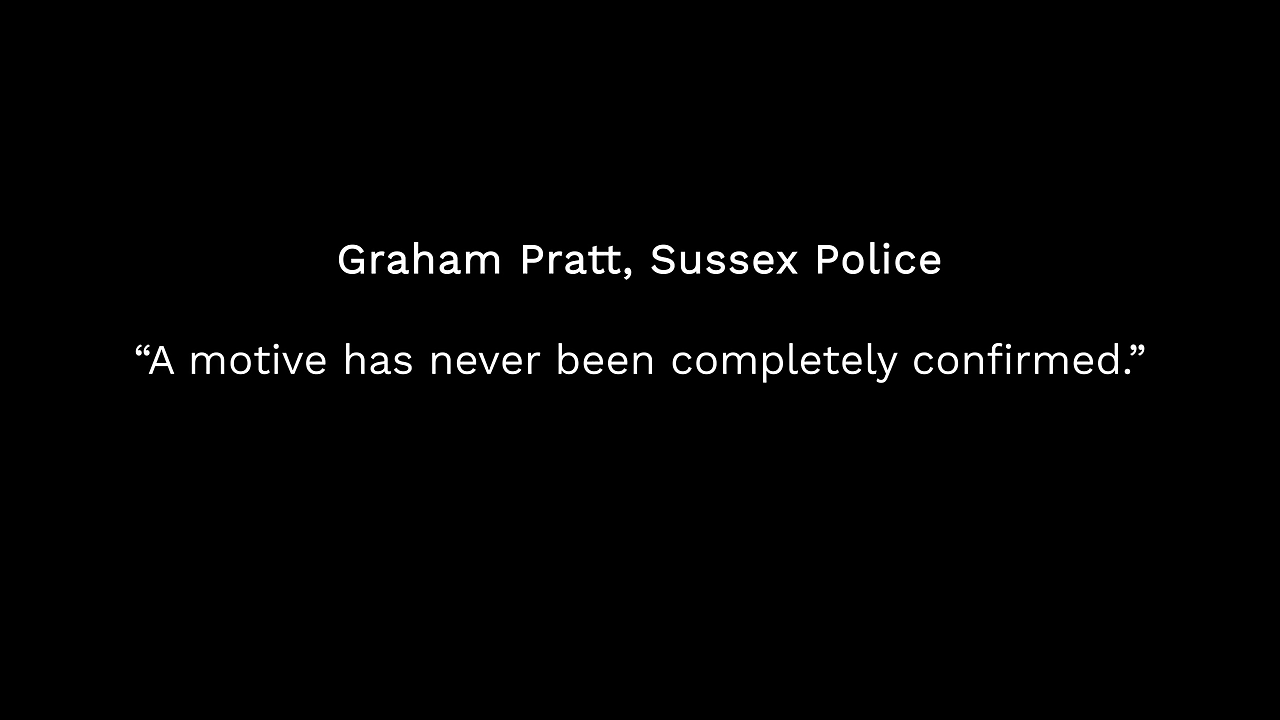 Graham Pratt, Sussex Police
“A motive has never been completely confirmed.”